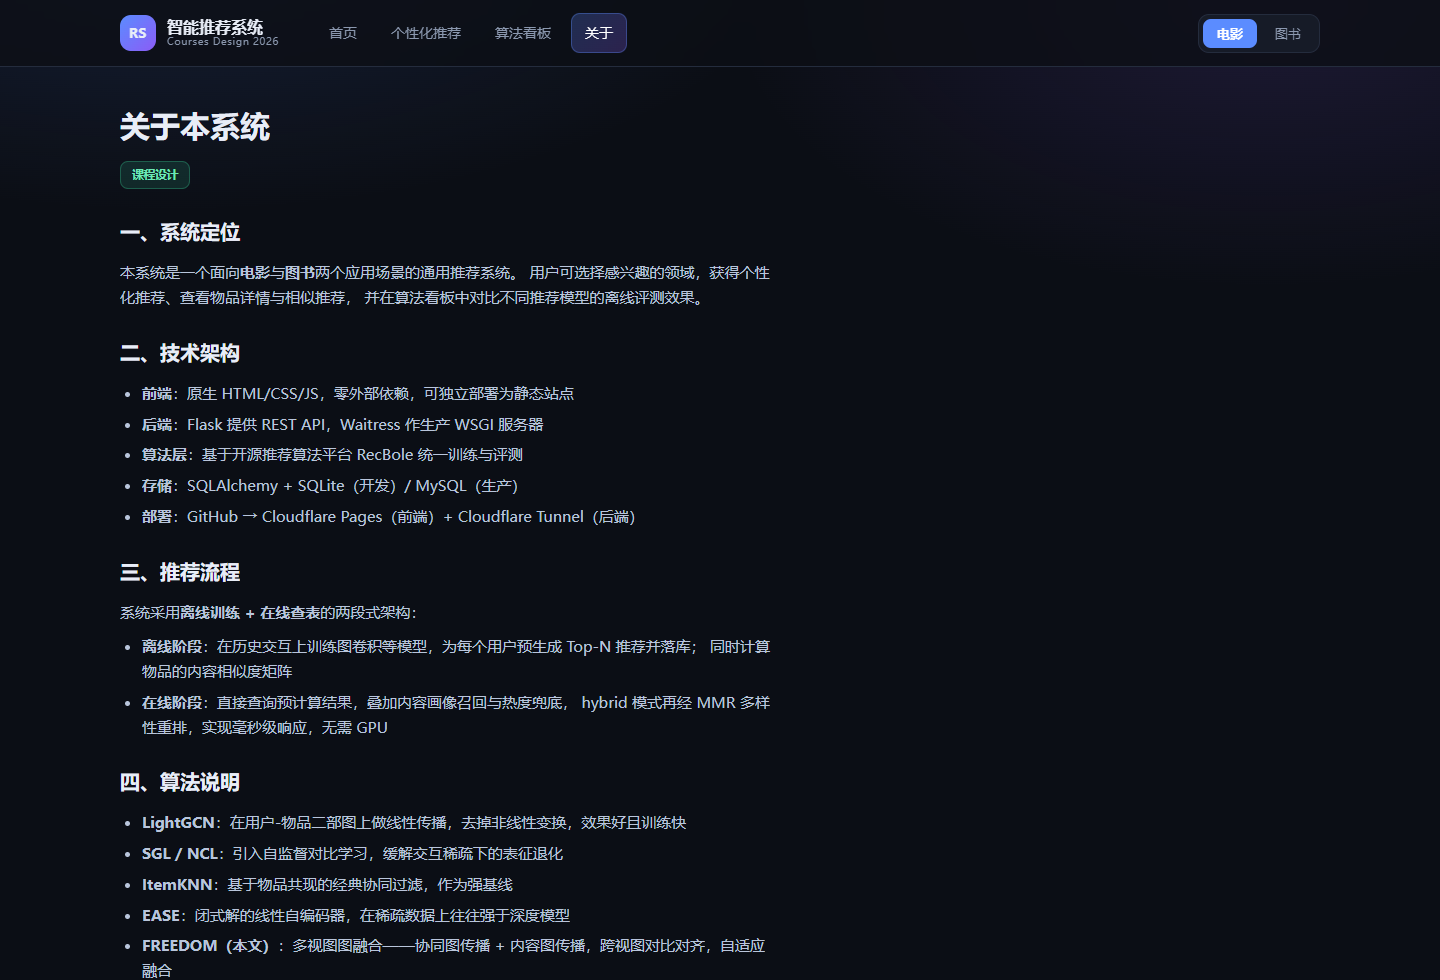 RS
智能推荐系统
Courses Design 2026
首页
个性化推荐
算法看板
关于
电影
图书
关于本系统
课程设计
一、系统定位
本系统是一个面向电影与图书两个应用场景的通用推荐系统。 用户可选择感兴趣的领域，获得个性
化推荐、查看物品详情与相似推荐， 并在算法看板中对比不同推荐模型的离线评测效果。
二、技术架构
• 前端：原生 HTML/CSS/JS，零外部依赖，可独立部署为静态站点
• 后端：Flask 提供 REST API，Waitress 作生产 WSGI 服务器
• 算法层：基于开源推荐算法平台 RecBole 统一训练与评测
• 存储：SQLAlchemy + SQLite（开发）/ MySQL（生产）
• 部署：GitHub → Cloudflare Pages（前端）+ Cloudflare Tunnel（后端）
三、推荐流程
系统采用离线训练 + 在线查表的两段式架构：
• 离线阶段：在历史交互上训练图卷积等模型，为每个用户预生成 Top-N 推荐并落库； 同时计算
物品的内容相似度矩阵
• 在线阶段：直接查询预计算结果，叠加内容画像召回与热度兜底， hybrid 模式再经 MMR 多样
性重排，实现毫秒级响应，无需 GPU
四、算法说明
• LightGCN：在用户-物品二部图上做线性传播，去掉非线性变换，效果好且训练快
• SGL / NCL：引入自监督对比学习，缓解交互稀疏下的表征退化
• ItemKNN：基于物品共现的经典协同过滤，作为强基线
• EASE：闭式解的线性自编码器，在稀疏数据上往往强于深度模型
• FREEDOM（本文）：多视图图融合——协同图传播 + 内容图传播，跨视图对比对齐，自适应
融合